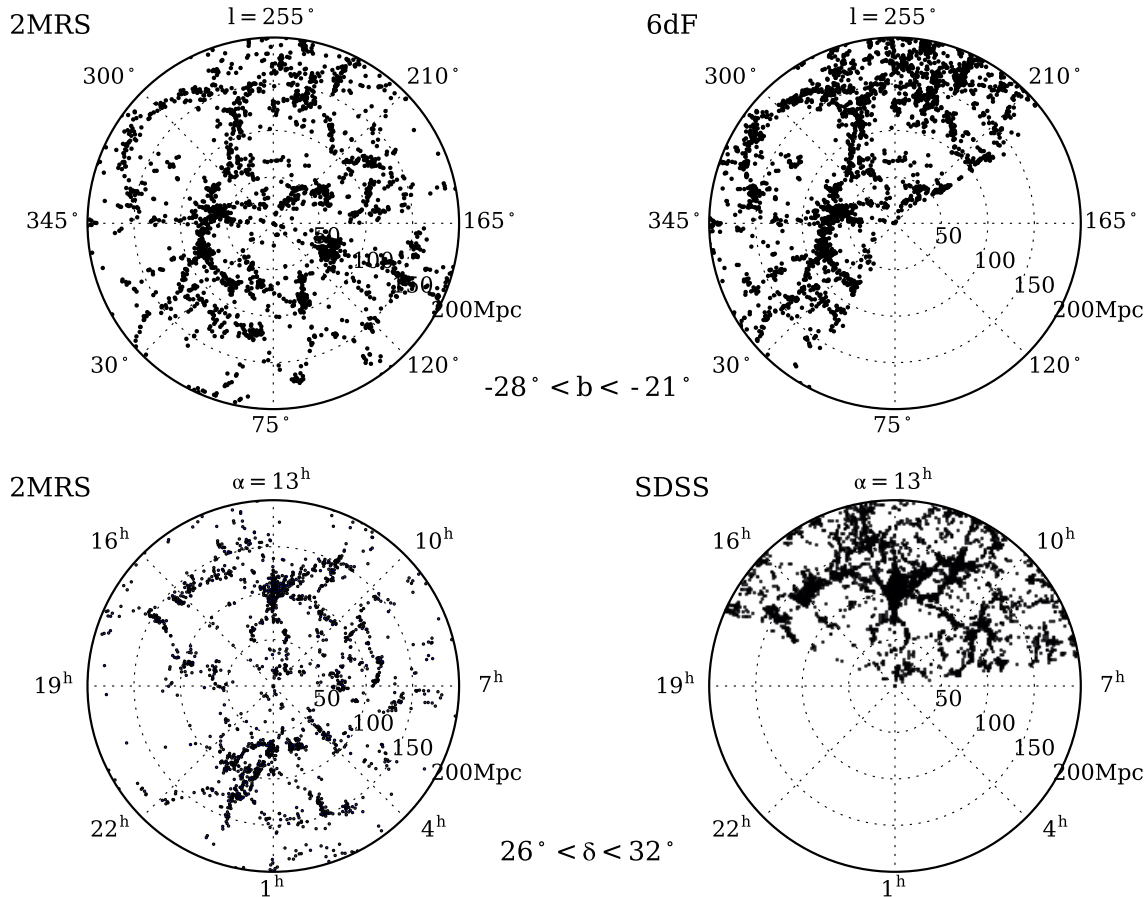 2MRS
l = 255°
300°
210°
345°
165°
50
100
150
200Mpc
30°
120°
75°
6dF
l = 255°
300°
210°
345°
165°
50
100
150
200Mpc
30°
120°
75°
-28° < b < -21°
2MRS
α = 13ʰ
16ʰ
10ʰ
19ʰ
7ʰ
50
100
150
200Mpc
22ʰ
4ʰ
1ʰ
SDSS
α = 13ʰ
16ʰ
10ʰ
19ʰ
7ʰ
50
100
150
200Mpc
22ʰ
4ʰ
1ʰ
26° < δ < 32°